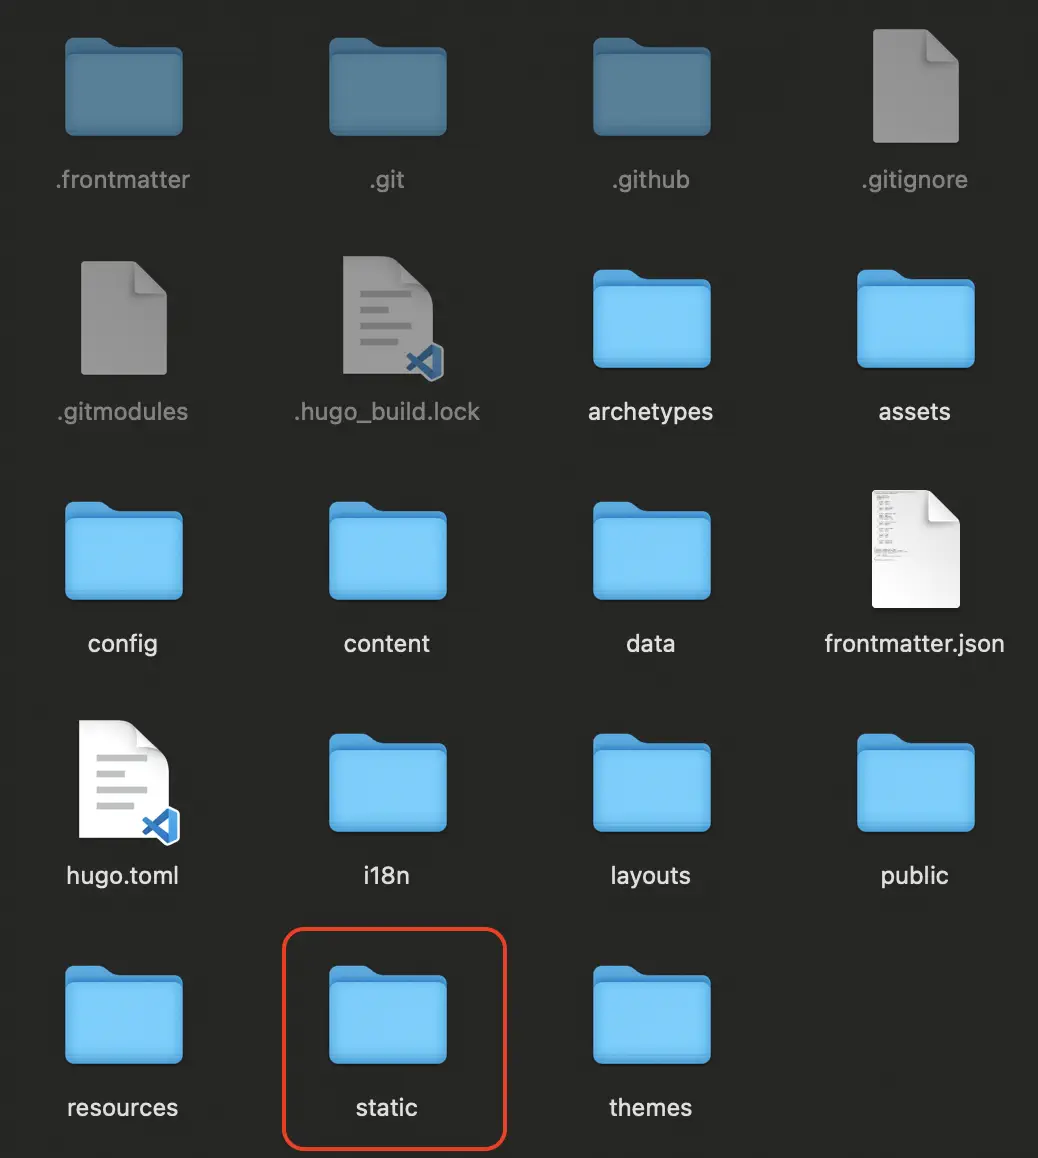 .frontmatter
.git
.github
.gitignore
.gitmodules
.hugo_build.lock
archetypes
assets
config
content
data
frontmatter.json
hugo.toml
i18n
layouts
public
resources
static
themes